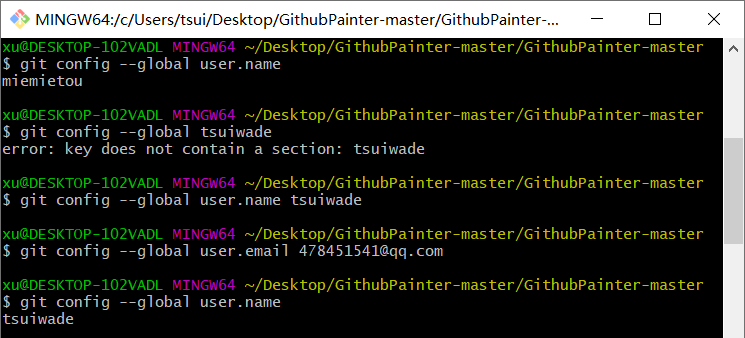 MINGW64:/c/Users/tsui/Desktop/GithubPainter-master/GithubPainter-...
xu@DESKTOP-102VADL MINGW64 ~/Desktop/GithubPainter-master/GithubPainter-master
$ git config --global user.name
miemietou
xu@DESKTOP-102VADL MINGW64 ~/Desktop/GithubPainter-master/GithubPainter-master
$ git config --global tsuiwade
error: key does not contain a section: tsuiwade
xu@DESKTOP-102VADL MINGW64 ~/Desktop/GithubPainter-master/GithubPainter-master
$ git config --global user.name tsuiwade
xu@DESKTOP-102VADL MINGW64 ~/Desktop/GithubPainter-master/GithubPainter-master
$ git config --global user.email 478451541@qq.com
xu@DESKTOP-102VADL MINGW64 ~/Desktop/GithubPainter-master/GithubPainter-master
$ git config --global user.name
tsuiwade